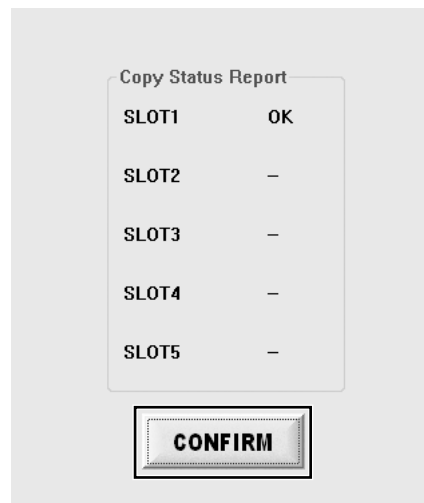 Copy Status Report
SLOT1 OK
SLOT2 –
SLOT3 –
SLOT4 –
SLOT5 –
CONFIRM